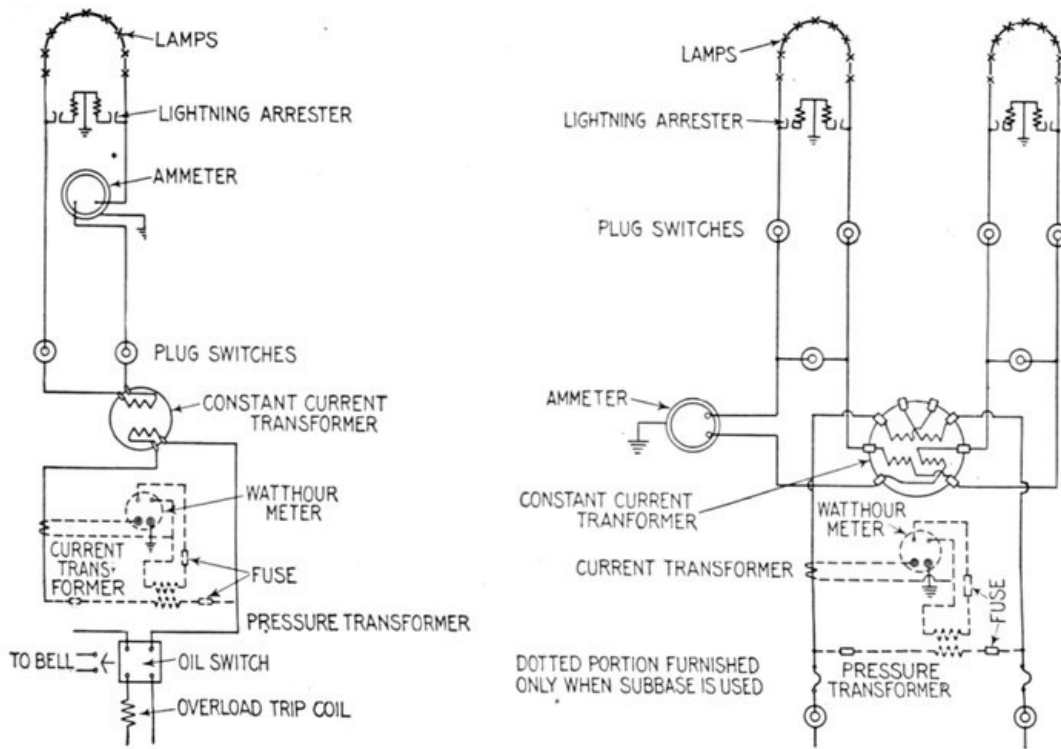 LAMPS
LIGHTNING ARRESTER
AMMETER
PLUG SWITCHES
CONSTANT CURRENT
TRANSFORMER
WATTHOUR
METER
CURRENT
TRANS-
FORMER
FUSE
PRESSURE TRANSFORMER
TO BELL
OIL SWITCH
OVERLOAD TRIP COIL
LAMPS
LIGHTNING ARRESTER
PLUG SWITCHES
AMMETER
CONSTANT CURRENT
TRANFORMER
WATTHOUR
METER
CURRENT TRANSFORMER
FUSE
DOTTED PORTION FURNISHED
ONLY WHEN SUBBASE IS USED
PRESSURE
TRANSFORMER